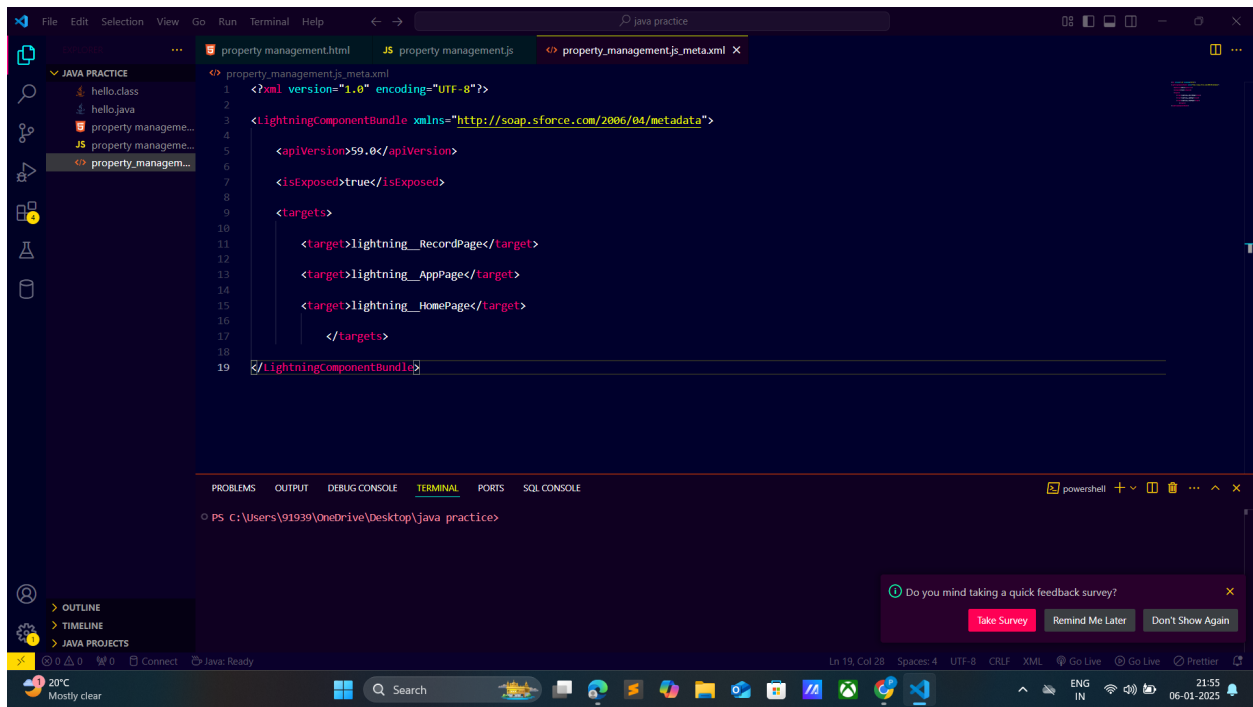 File Edit Selection View Go Run Terminal Help
java practice
property management.html
JS property management.js
property_management.js_meta.xml
JAVA PRACTICE
hello.class
hello.java
property manageme...
JS property manageme...
property_managem...
property_management.js_meta.xml
1 <?xml version="1.0" encoding="UTF-8"?>
2
3 <LightningComponentBundle xmlns="http://soap.sforce.com/2006/04/metadata">
4
5 <apiVersion>59.0</apiVersion>
6
7 <isExposed>true</isExposed>
8
9 <targets>
10
11 <target>lightning__RecordPage</target>
12
13 <target>lightning__AppPage</target>
14
15 <target>lightning__HomePage</target>
16
17 </targets>
18
19 </LightningComponentBundle>
4
PROBLEMS OUTPUT DEBUG CONSOLE TERMINAL PORTS SQL CONSOLE
powershell
PS C:\Users\91939\OneDrive\Desktop\java practice>
Do you mind taking a quick feedback survey?
Take Survey Remind Me Later Don't Show Again
OUTLINE
TIMELINE
JAVA PROJECTS
1
0 0 0 Connect Java: Ready
Ln 19, Col 28 Spaces: 4 UTF-8 CRLF XML Go Live Go Live Prettier
1
20°C
Mostly clear
Search
ENG
IN
21:55
06-01-2025